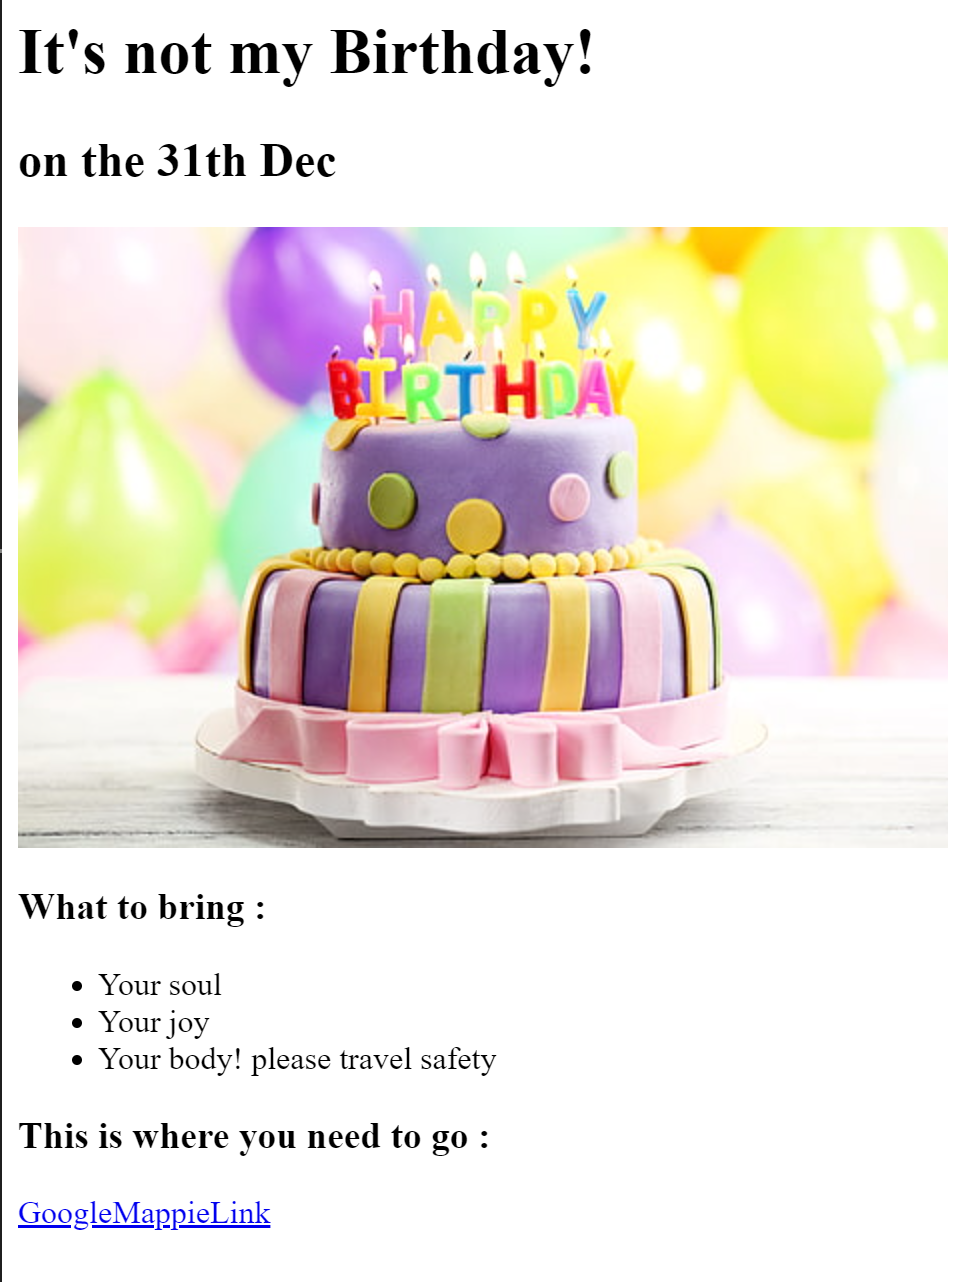 It's not my Birthday!
on the 31th Dec
HAPPY
BIRTHDAY
What to bring :
Your soul
Your joy
Your body! please travel safety
This is where you need to go :
GoogleMappieLink